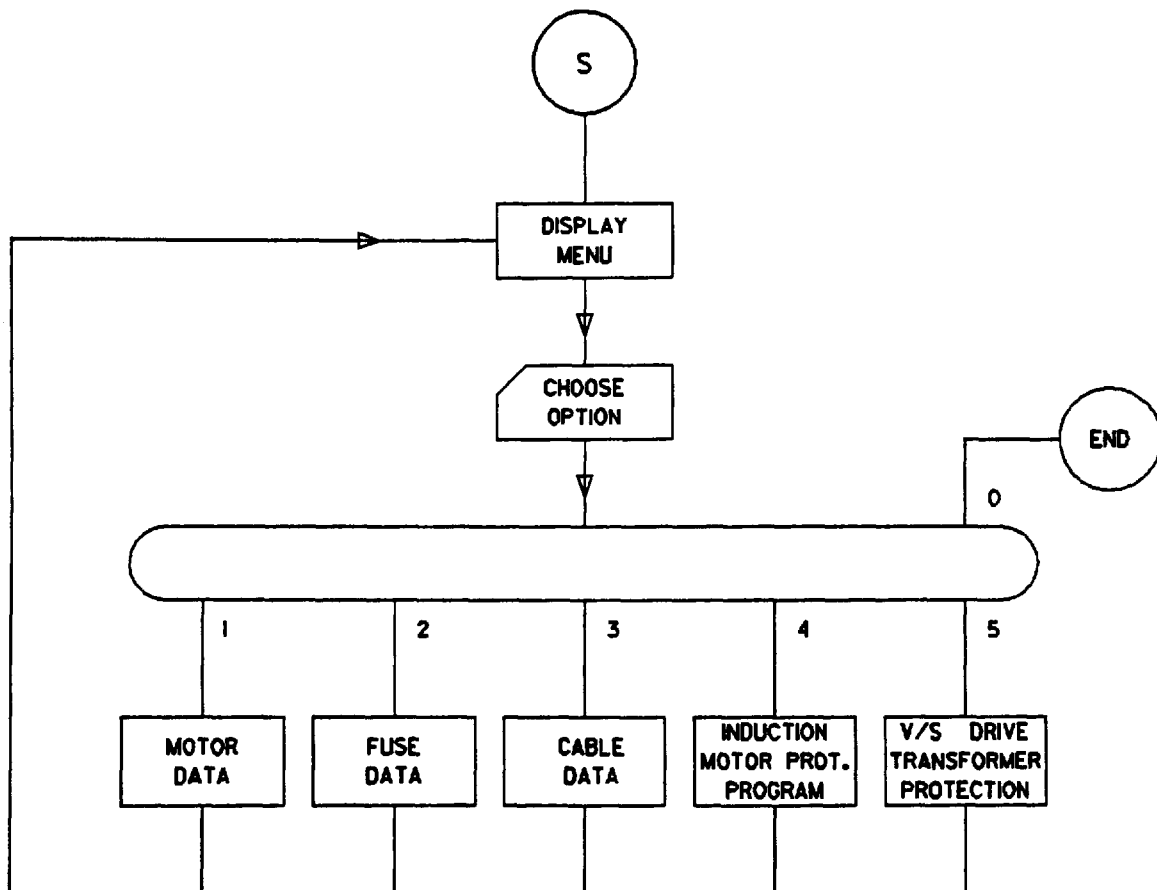 S
DISPLAY
MENU
CHOOSE
OPTION
END
0
1
2
3
4
5
MOTOR
DATA
FUSE
DATA
CABLE
DATA
INDUCTION
MOTOR PROT.
PROGRAM
V/S DRIVE
TRANSFORMER
PROTECTION